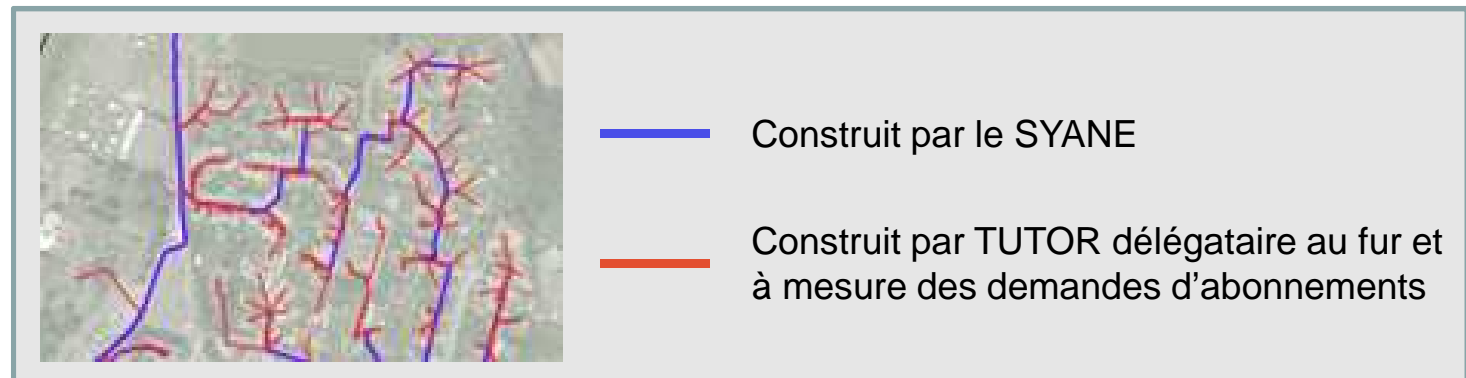 Construit par le SYANE
Construit par TUTOR délégataire au fur et
à mesure des demandes d'abonnements